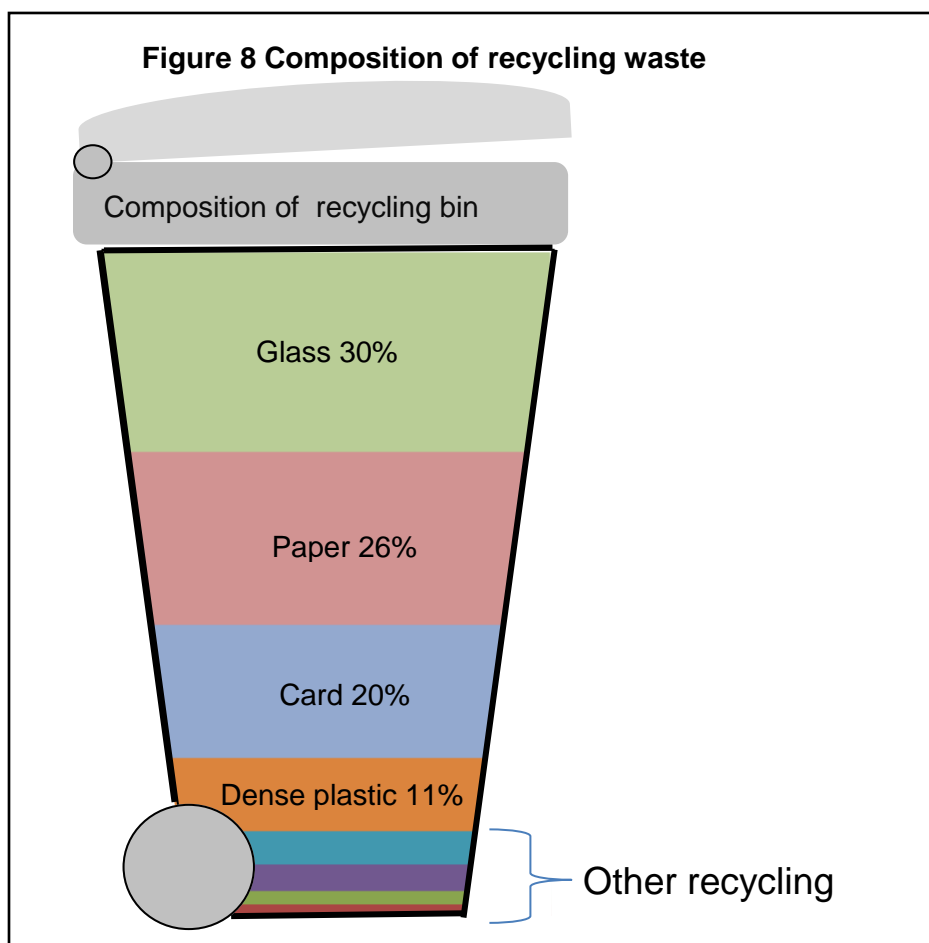 Figure 8 Composition of recycling waste
Composition of recycling bin
Glass 30%
Paper 26%
Card 20%
Dense plastic 11%
Other recycling